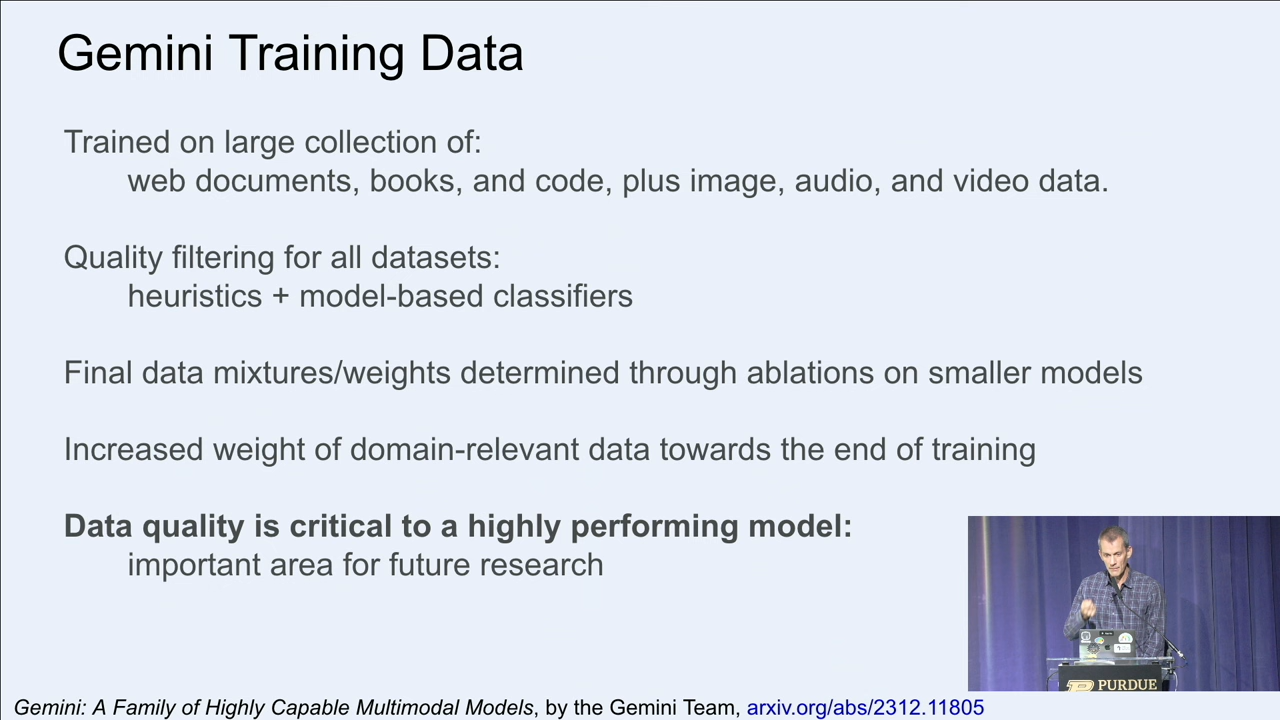 Gemini Training Data
Trained on large collection of:
web documents, books, and code, plus image, audio, and video data.
Quality filtering for all datasets:
heuristics + model-based classifiers
Final data mixtures/weights determined through ablations on smaller models
Increased weight of domain-relevant data towards the end of training
Data quality is critical to a highly performing model:
important area for future research
PURDUE
Gemini: A Family of Highly Capable Multimodal Models, by the Gemini Team, arxiv.org/abs/2312.11805